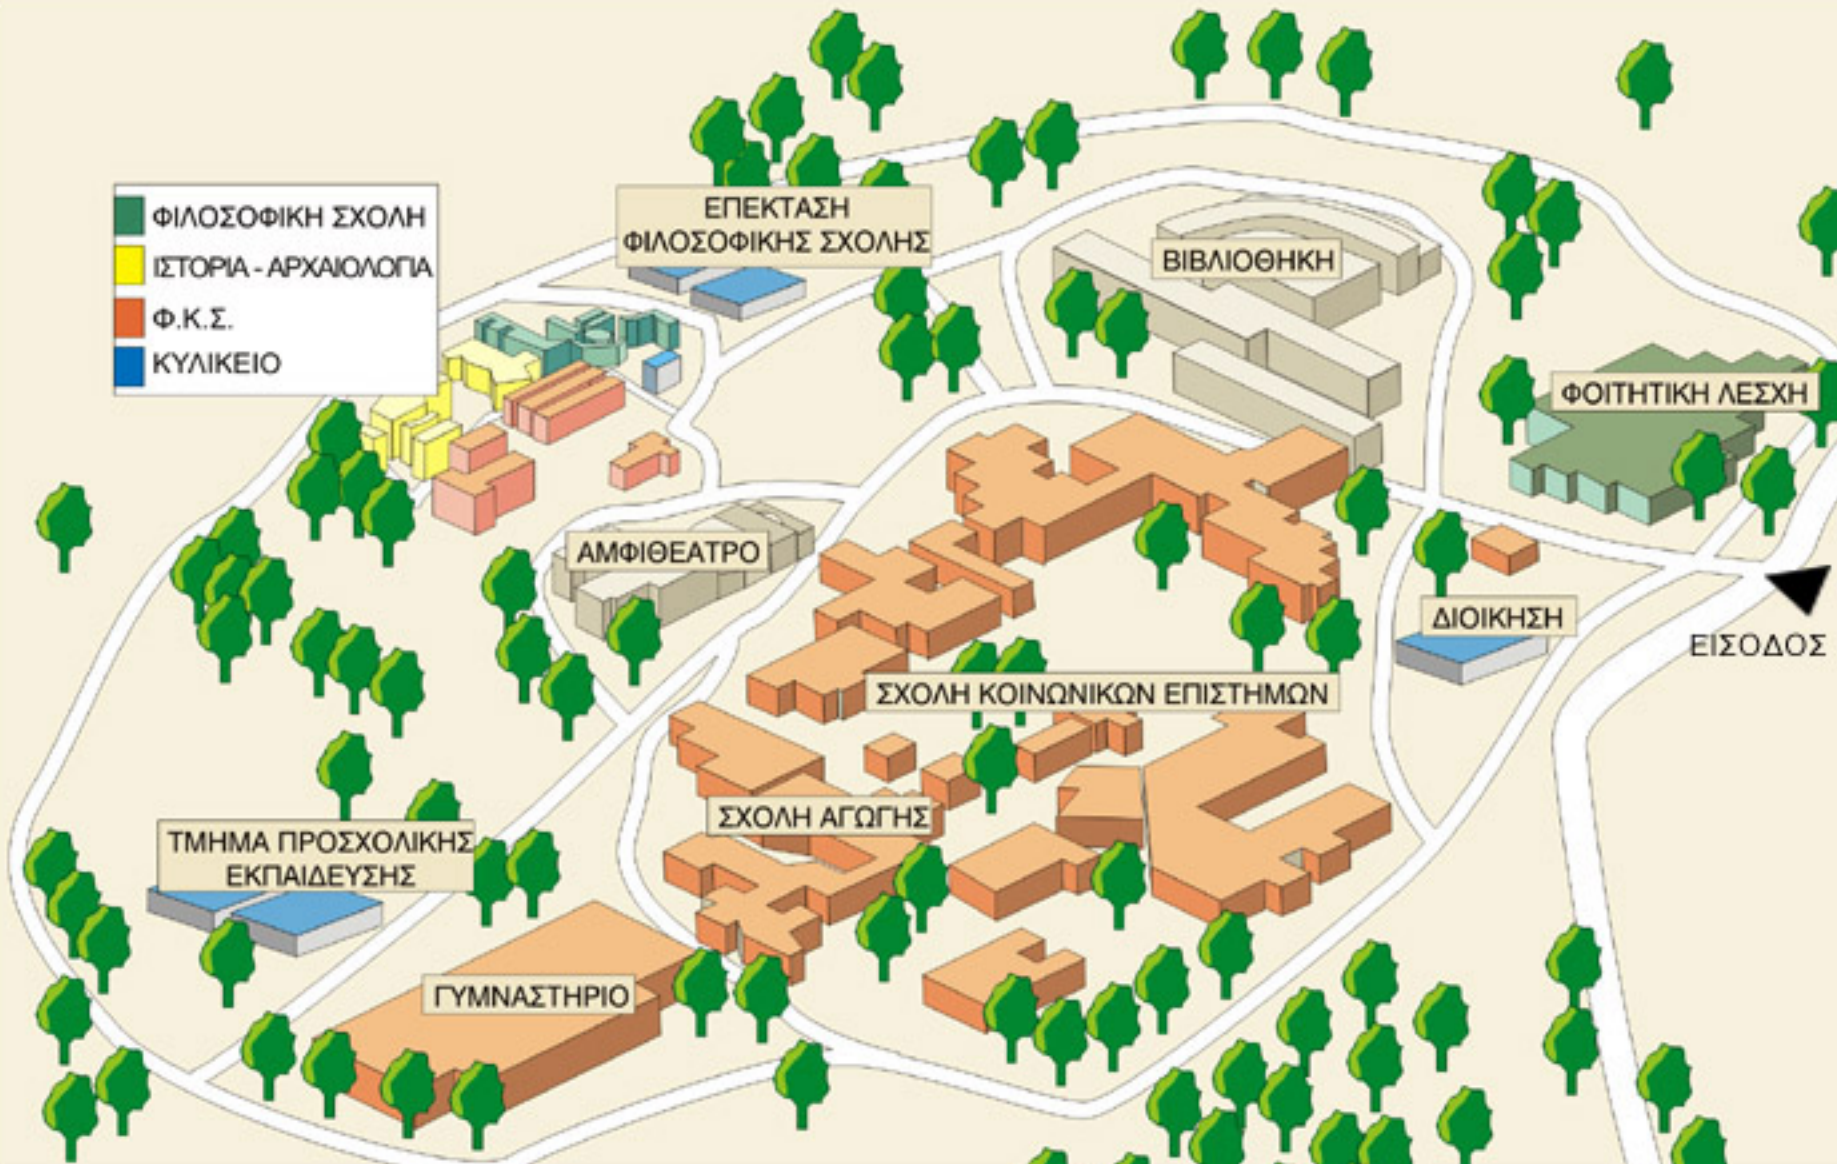 ΦΙΛΟΣΟΦΙΚΗ ΣΧΟΛΗ
ΙΣΤΟΡΙΑ - ΑΡΧΑΙΟΛΟΓΙΑ
Φ.Κ.Σ.
ΚΥΛΙΚΕΙΟ
ΕΠΕΚΤΑΣΗ
ΦΙΛΟΣΟΦΙΚΗΣ ΣΧΟΛΗΣ
ΒΙΒΛΙΟΘΗΚΗ
ΦΟΙΤΗΤΙΚΗ ΛΕΣΧΗ
ΑΜΦΙΘΕΑΤΡΟ
ΔΙΟΙΚΗΣΗ
ΕΙΣΟΔΟΣ
ΣΧΟΛΗ ΚΟΙΝΩΝΙΚΩΝ ΕΠΙΣΤΗΜΩΝ
ΣΧΟΛΗ ΑΓΩΓΗΣ
ΤΜΗΜΑ ΠΡΟΣΧΟΛΙΚΗΣ
ΕΚΠΑΙΔΕΥΣΗΣ
ΓΥΜΝΑΣΤΗΡΙΟ